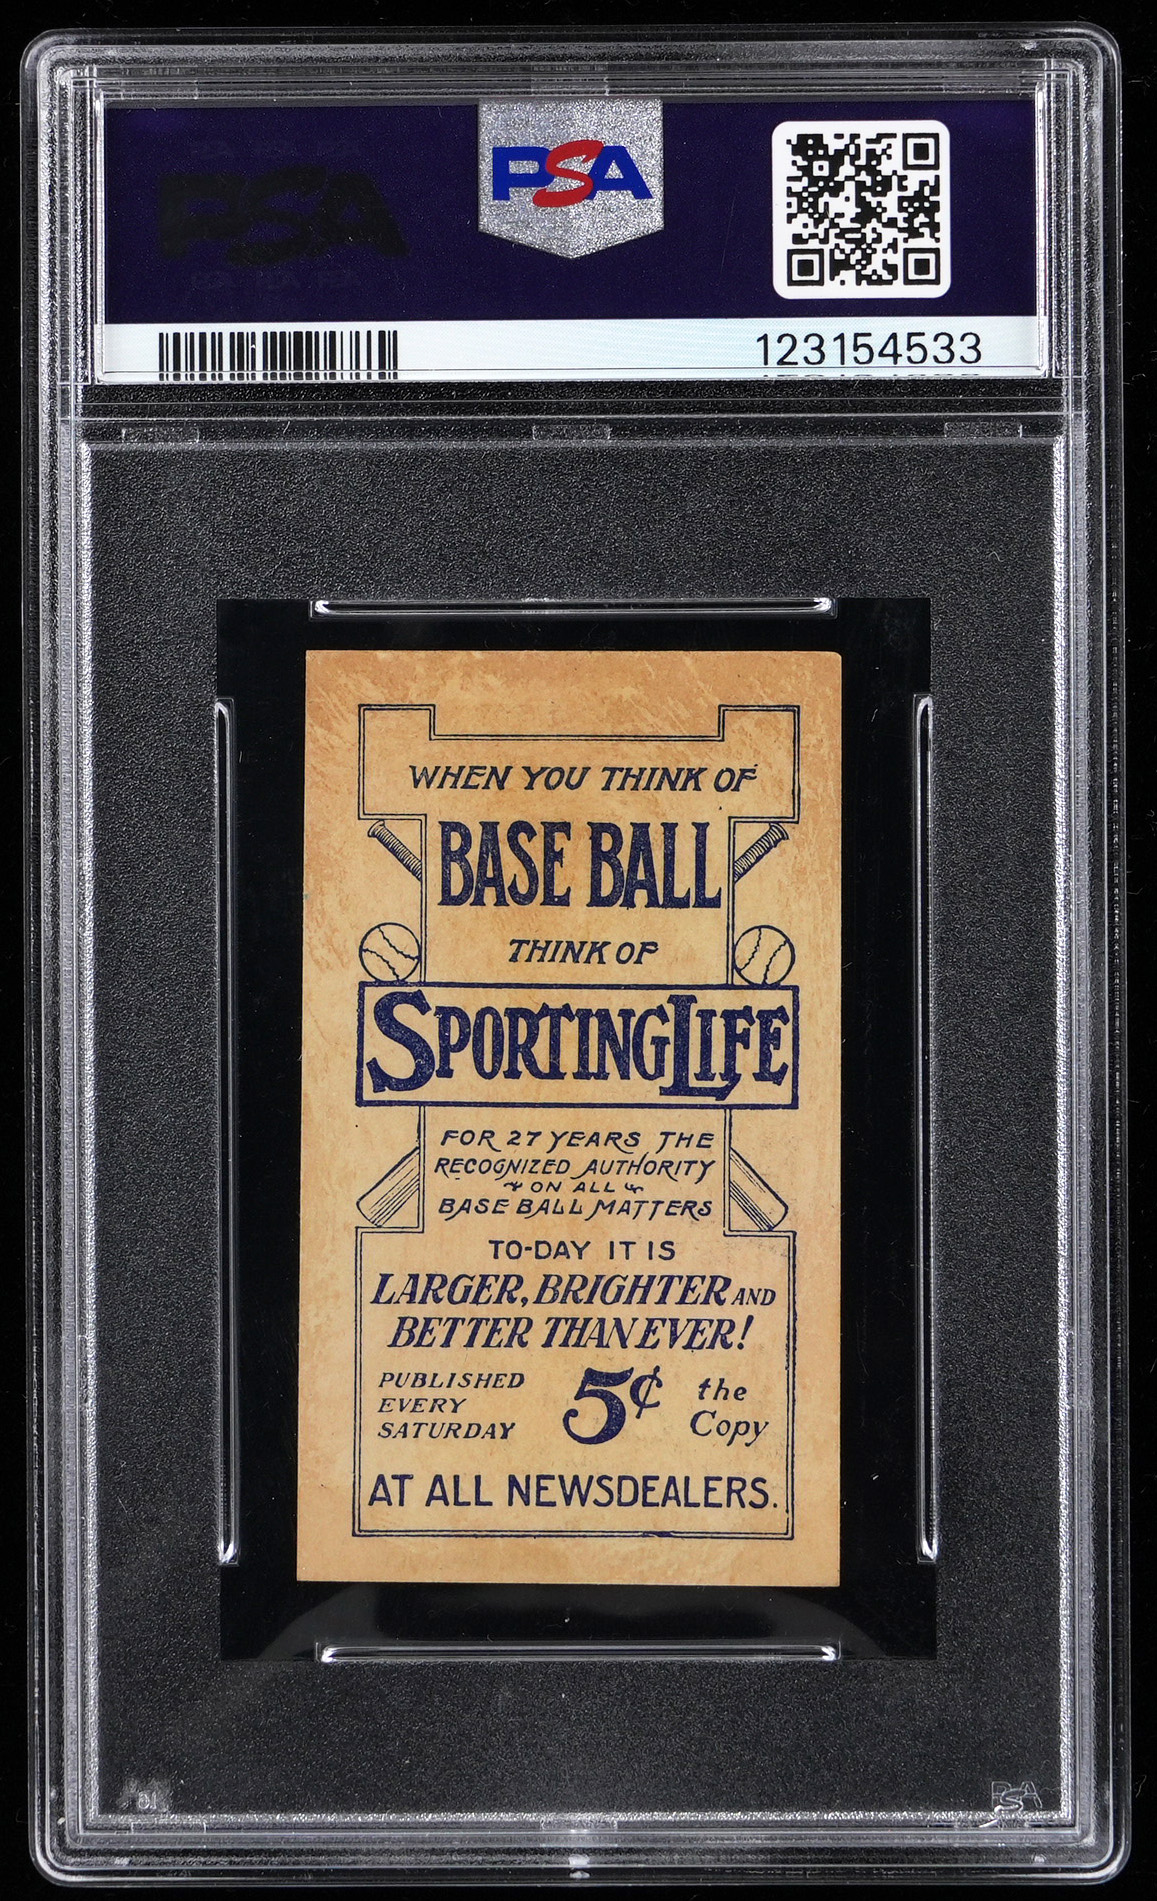 PSA
123154533
WHEN YOU THINK OF
BASE BALL
THINK OF
SPORTING LIFE
FOR 27 YEARS THE
RECOGNIZED AUTHORITY
ON ALL
BASE BALL MATTERS
TO-DAY IT IS
LARGER, BRIGHTER AND
BETTER THAN EVER!
PUBLISHED
EVERY
SATURDAY
5¢
the
Copy
AT ALL NEWSDEALERS.
PSA